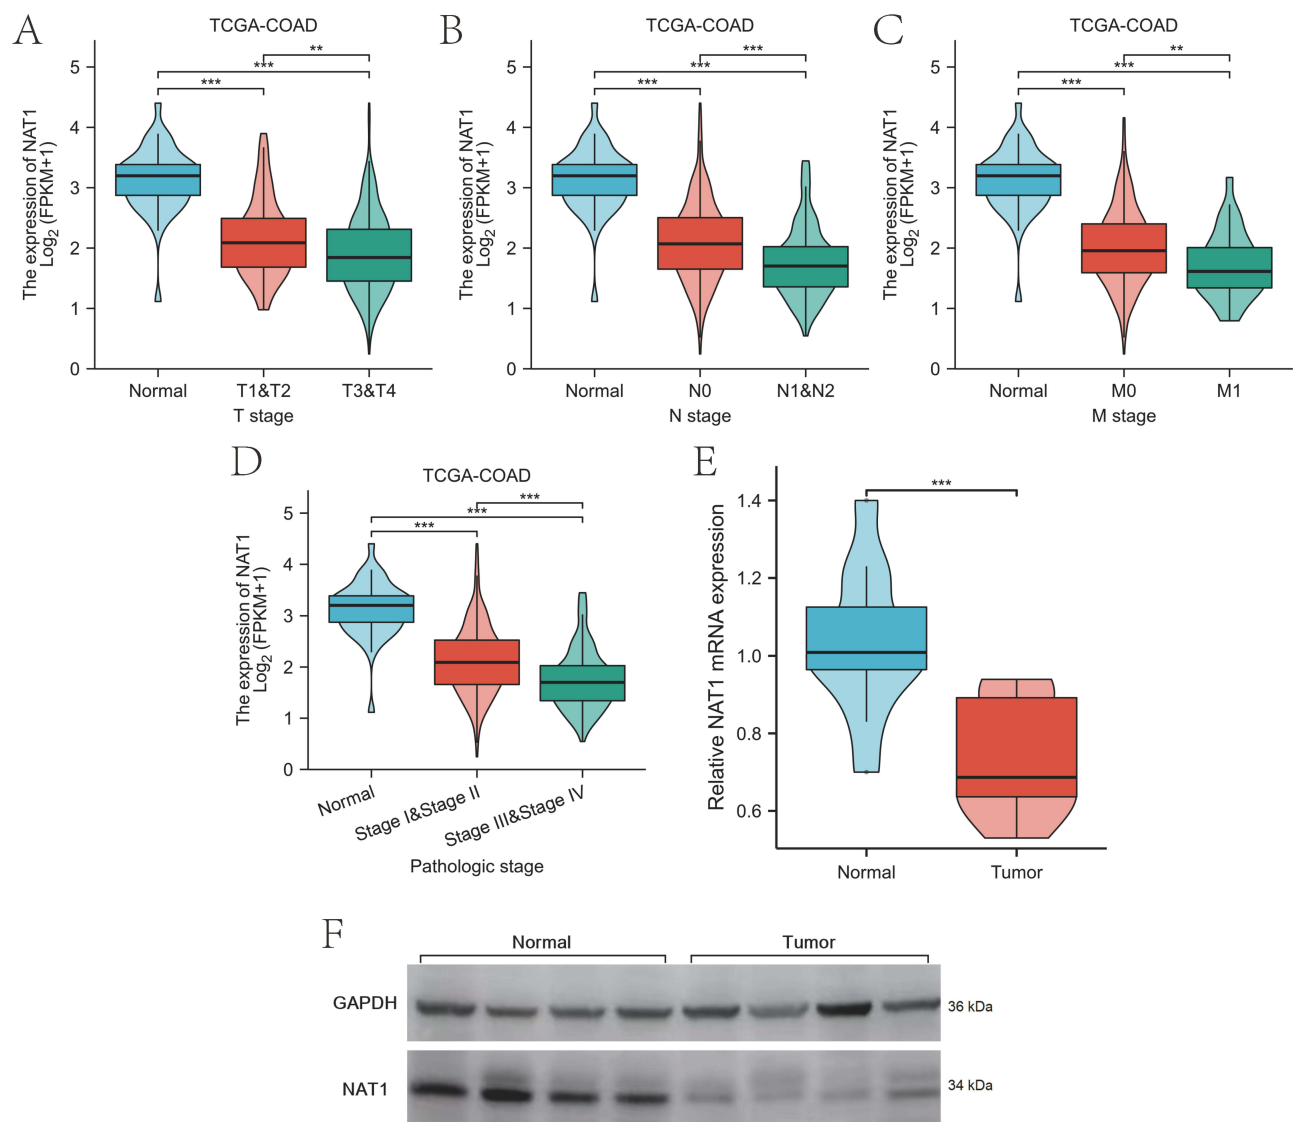 A
TCGA-COAD
The expression of NAT1
Log2 (FPKM+1)
5
4
3
2
1
0
**
***
***
Normal
T1&T2
T3&T4
T stage
B
TCGA-COAD
The expression of NAT1
Log2 (FPKM+1)
5
4
3
2
1
0
***
***
***
Normal
N0
N1&N2
N stage
C
TCGA-COAD
The expression of NAT1
Log2 (FPKM+1)
5
4
3
2
1
0
**
***
***
Normal
M0
M1
M stage
D
TCGA-COAD
The expression of NAT1
Log2 (FPKM+1)
5
4
3
2
1
0
***
***
***
Normal
Stage I&Stage II
Stage III&Stage IV
Pathologic stage
E
Relative NAT1 mRNA expression
1.4
1.2
1.0
0.8
0.6
***
Normal
Tumor
F
Normal
Tumor
GAPDH
36 kDa
NAT1
34 kDa